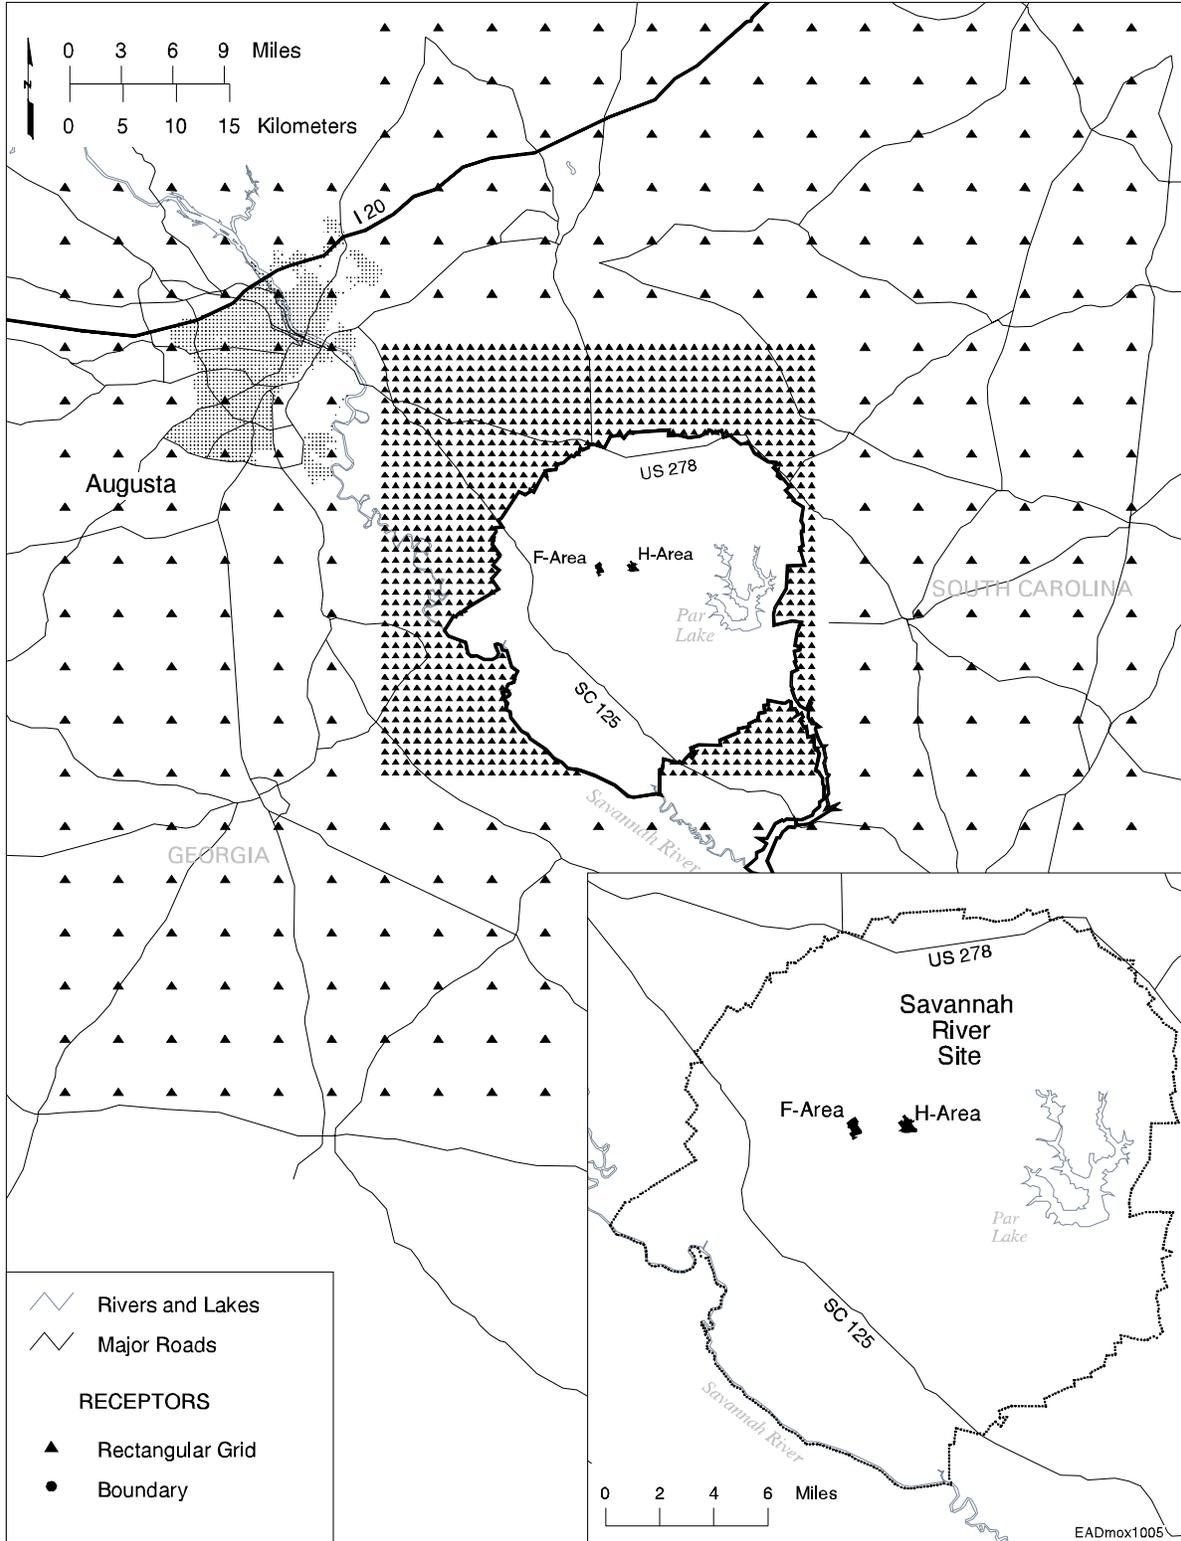 0 3 6 9 Miles
N
0 5 10 15 Kilometers
I 20
Augusta
US 278
F-Area
H-Area
SOUTH CAROLINA
Par
Lake
SC 125
Savannah River
GEORGIA
US 278
Savannah
River
Site
F-Area
H-Area
Par
Lake
SC 125
Savannah River
Rivers and Lakes
Major Roads
RECEPTORS
Rectangular Grid
Boundary
0 2 4 6 Miles
EADmox1005